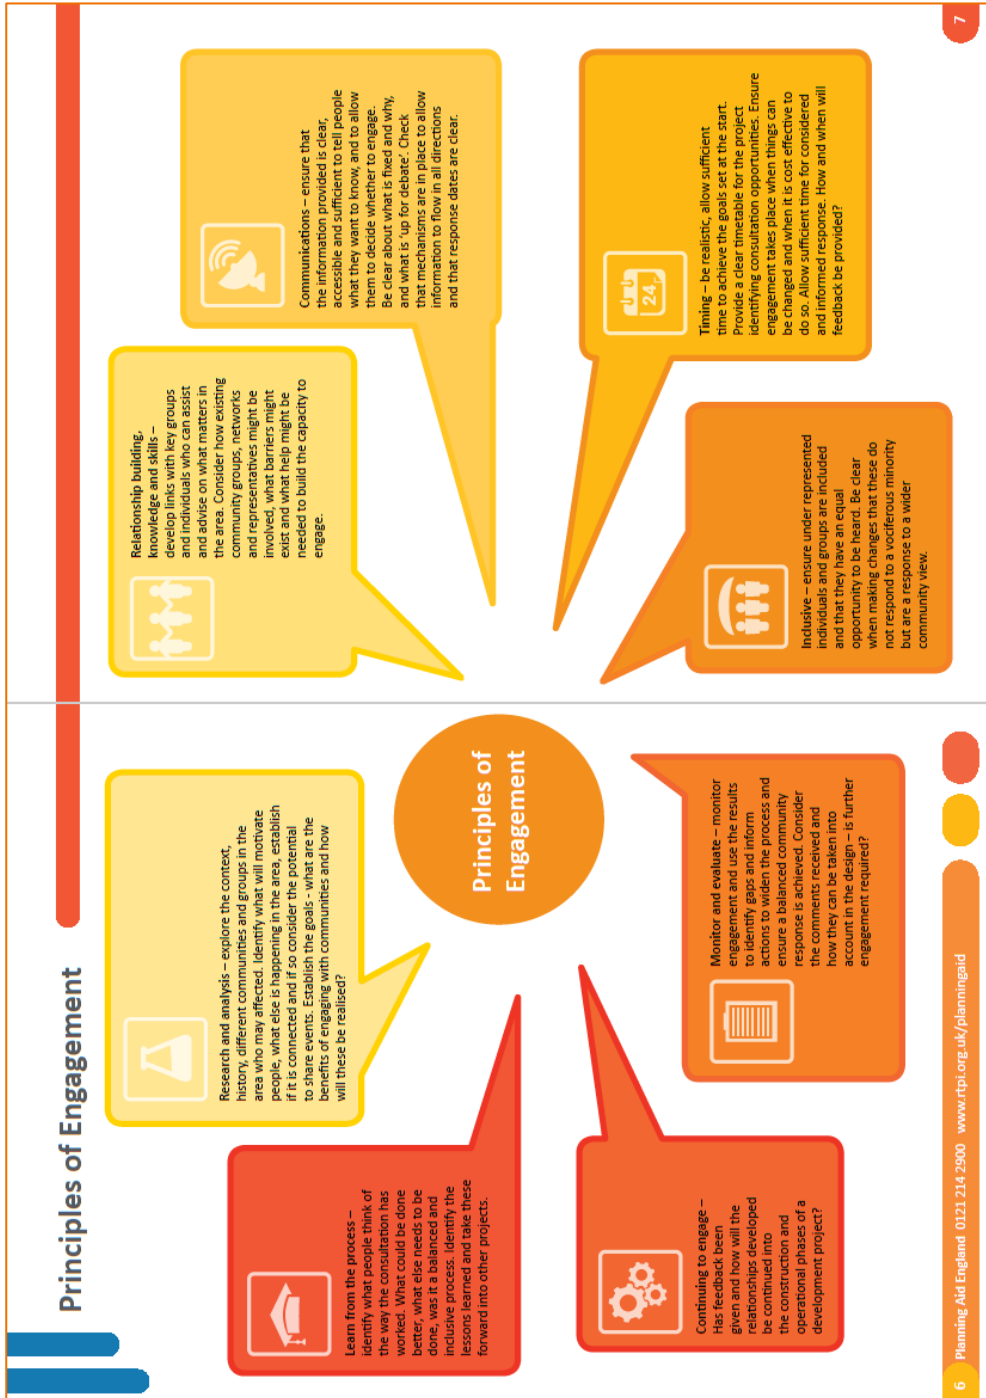 Principles of Engagement
Research and analysis – explore the context,
history, different communities and groups in the
area who may affected. Identify what will motivate
people, what else is happening in the area, establish
if it is connected and if so consider the potential
to share events. Establish the goals - what are the
benefits of engaging with communities and how
will these be realised?
Relationship building,
knowledge and skills –
develop links with key groups
and individuals who can assist
and advise on what matters in
the area. Consider how existing
community groups, networks
and representatives might be
involved, what barriers might
exist and what help might be
needed to build the capacity to
engage.
Communications – ensure that
the information provided is clear,
accessible and sufficient to tell people
what they want to know, and to allow
them to decide whether to engage.
Be clear about what is fixed and why,
and what is ‘up for debate’. Check
that mechanisms are in place to allow
information to flow in all directions
and that response dates are clear.
24
Timing – be realistic, allow sufficient
time to achieve the goals set at the start.
Provide a clear timetable for the project
identifying consultation opportunities. Ensure
engagement takes place when things can
be changed and when it is cost effective to
do so. Allow sufficient time for considered
and informed response. How and when will
feedback be provided?
Inclusive – ensure under represented
individuals and groups are included
and that they have an equal
opportunity to be heard. Be clear
when making changes that these do
not respond to a vociferous minority
but are a response to a wider
community view.
Monitor and evaluate – monitor
engagement and use the results
to identify gaps and inform
actions to widen the process and
ensure a balanced community
response is achieved. Consider
the comments received and
how they can be taken into
account in the design – is further
engagement required?
Continuing to engage –
Has feedback been
given and how will the
relationships developed
be continued into
the construction and
operational phases of a
development project?
Learn from the process –
identify what people think of
the way the consultation has
worked. What could be done
better, what else needs to be
done, was it a balanced and
inclusive process. Identify the
lessons learned and take these
forward into other projects.
Principles of
Engagement
6 Planning Aid England 0121 214 2900 www.rtpi.org.uk/planningaid
7